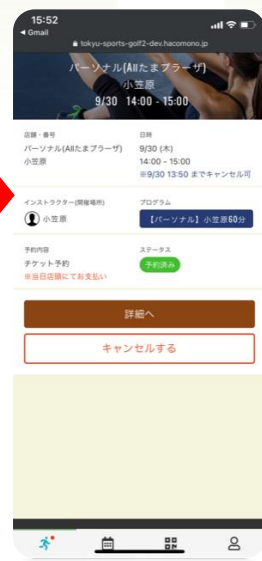 15:52
◀ Gmail
tokyu-sports-golf2-dev.hacomono.jp
パーソナル(Allたまプラーザ)
小笠原
9/30 14:00 - 15:00
店舗・番号
パーソナル(Allたまプラーザ)
小笠原
日時
9/30 (木)
14:00 - 15:00
※9/30 13:50 までキャンセル可
インストラクター(開催場所)
小笠原
プログラム
【パーソナル】小笠原60分
予約内容
チケット予約
※当日店舗にてお支払い
ステータス
予約済み
詳細へ
キャンセルする